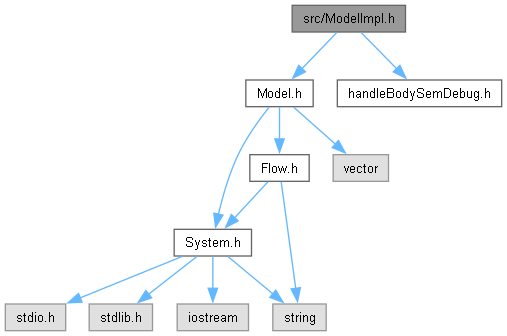 src/ModelImpl.h
Model.h
handleBodySemDebug.h
Flow.h
vector
System.h
stdio.h
stdlib.h
iostream
string